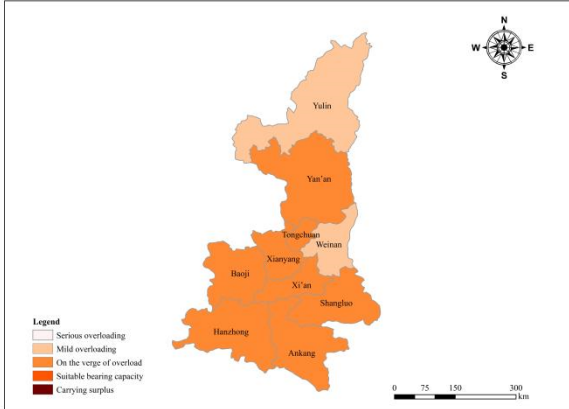 N
W E
S
Yulin
Yan'an
Tongchuan
Weinan
Xianyang
Baoji
Xi'an
Shangluo
Hanzhong
Ankang
Legend
Serious overloading
Mild overloading
On the verge of overload
Suitable bearing capacity
Carrying surplus
0 75 150 300
km